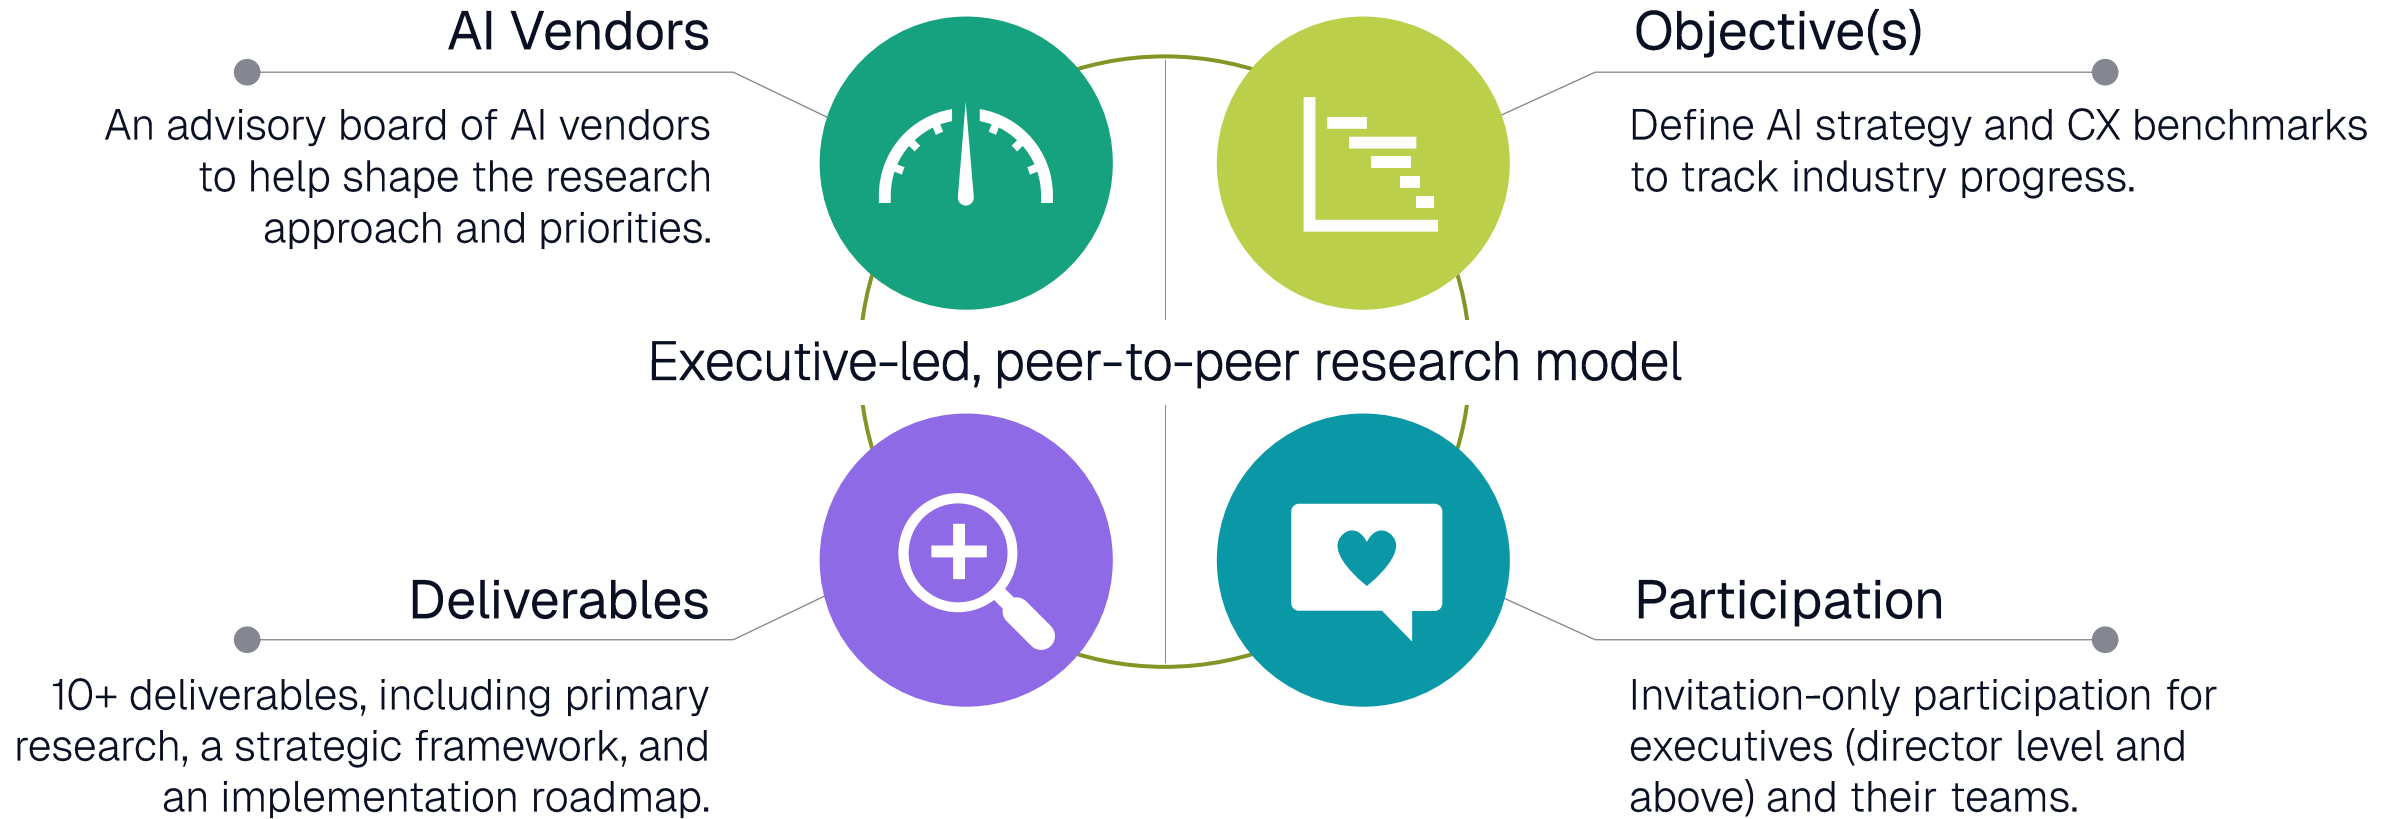 AI Vendors
An advisory board of AI vendors
to help shape the research
approach and priorities.
Objective(s)
Define AI strategy and CX benchmarks
to track industry progress.
Executive-led, peer-to-peer research model
Deliverables
10+ deliverables, including primary
research, a strategic framework, and
an implementation roadmap.
Participation
Invitation-only participation for
executives (director level and
above) and their teams.